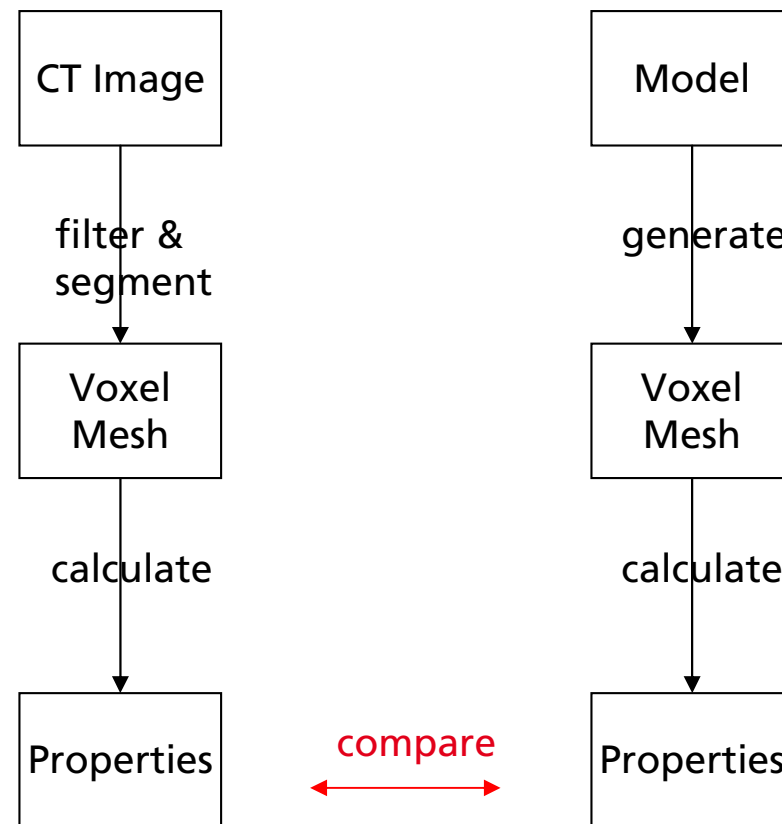 CT Image
Model
filter &
segment
generate
Voxel
Mesh
Voxel
Mesh
calculate
calculate
Properties
compare
Properties